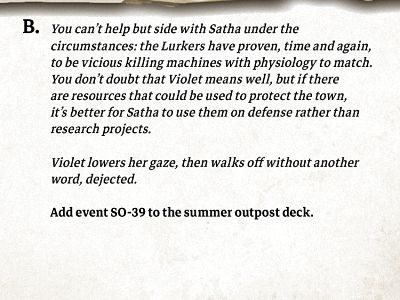 B. You can't help but side with Satha under the
circumstances: the Lurkers have proven, time and again,
to be vicious killing machines with physiology to match.
You don't doubt that Violet means well, but if there
are resources that could be used to protect the town,
it's better for Satha to use them on defense rather than
research projects.
Violet lowers her gaze, then walks off without another
word, dejected.
Add event SO-39 to the summer outpost deck.